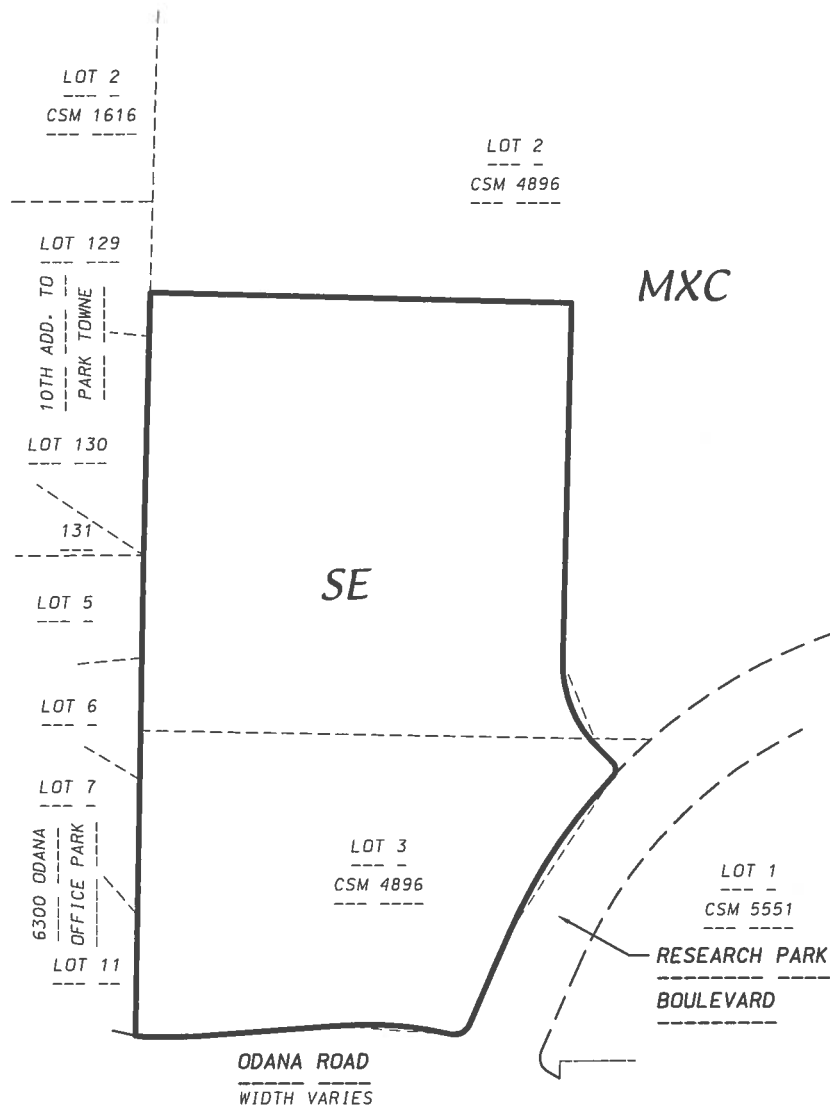 LOT 2
CSM 1616
LOT 2
CSM 4896
LOT 129
10TH ADD. TO
PARK TOWNE
MXC
LOT 130
131
SE
LOT 5
LOT 6
LOT 7
6300 ODANA
OFFICE PARK
LOT 3
CSM 4896
LOT 1
CSM 5551
LOT 11
RESEARCH PARK
BOULEVARD
ODANA ROAD
WIDTH VARIES